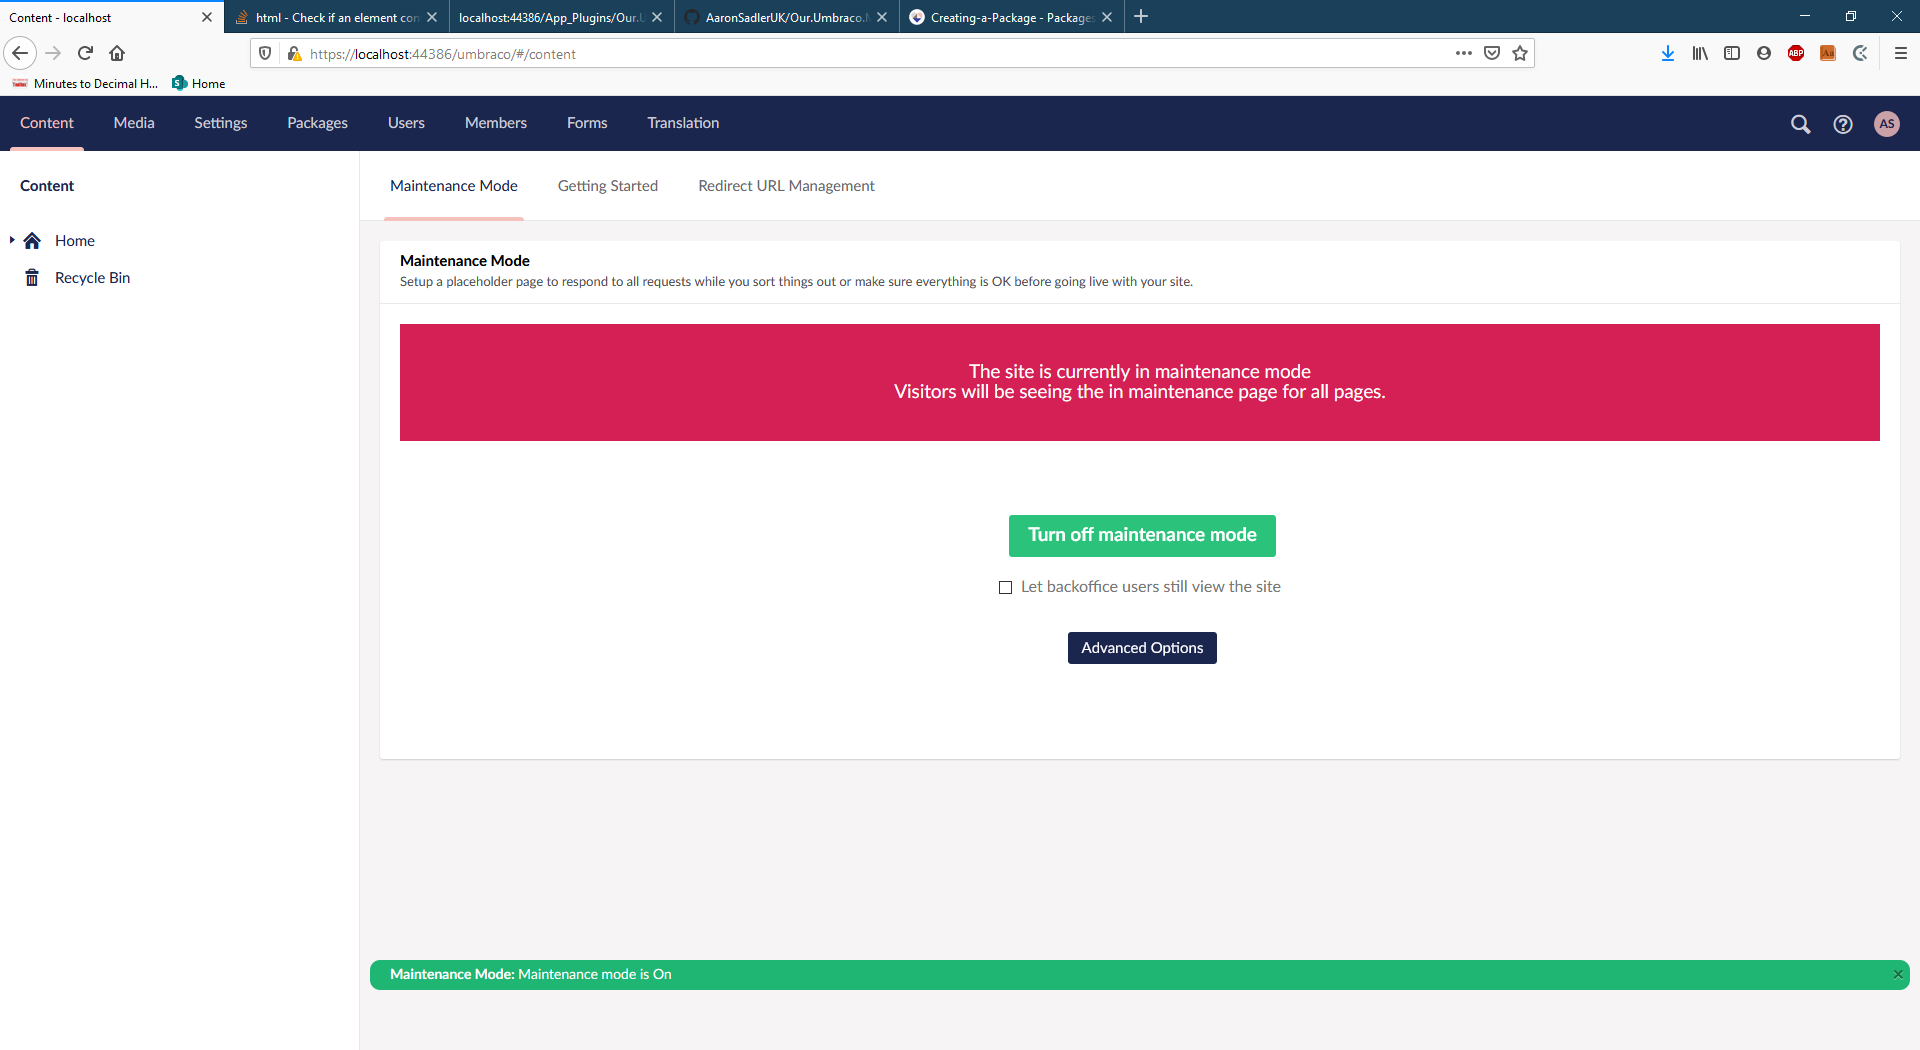 Content - localhost
html - Check if an element con
localhost:44386/App_Plugins/Our.U
AaronSadlerUK/Our.Umbraco.M
Creating-a-Package - Packages
https://localhost:44386/umbraco/#/content
ABP
Aa
Minutes to Decimal H...
S
Home
Content
Media
Settings
Packages
Users
Members
Forms
Translation
AS
Content
Home
Recycle Bin
Maintenance Mode
Getting Started
Redirect URL Management
Maintenance Mode
Setup a placeholder page to respond to all requests while you sort things out or make sure everything is OK before going live with your site.
The site is currently in maintenance mode
Visitors will be seeing the in maintenance page for all pages.
Turn off maintenance mode
Let backoffice users still view the site
Advanced Options
Maintenance Mode: Maintenance mode is On